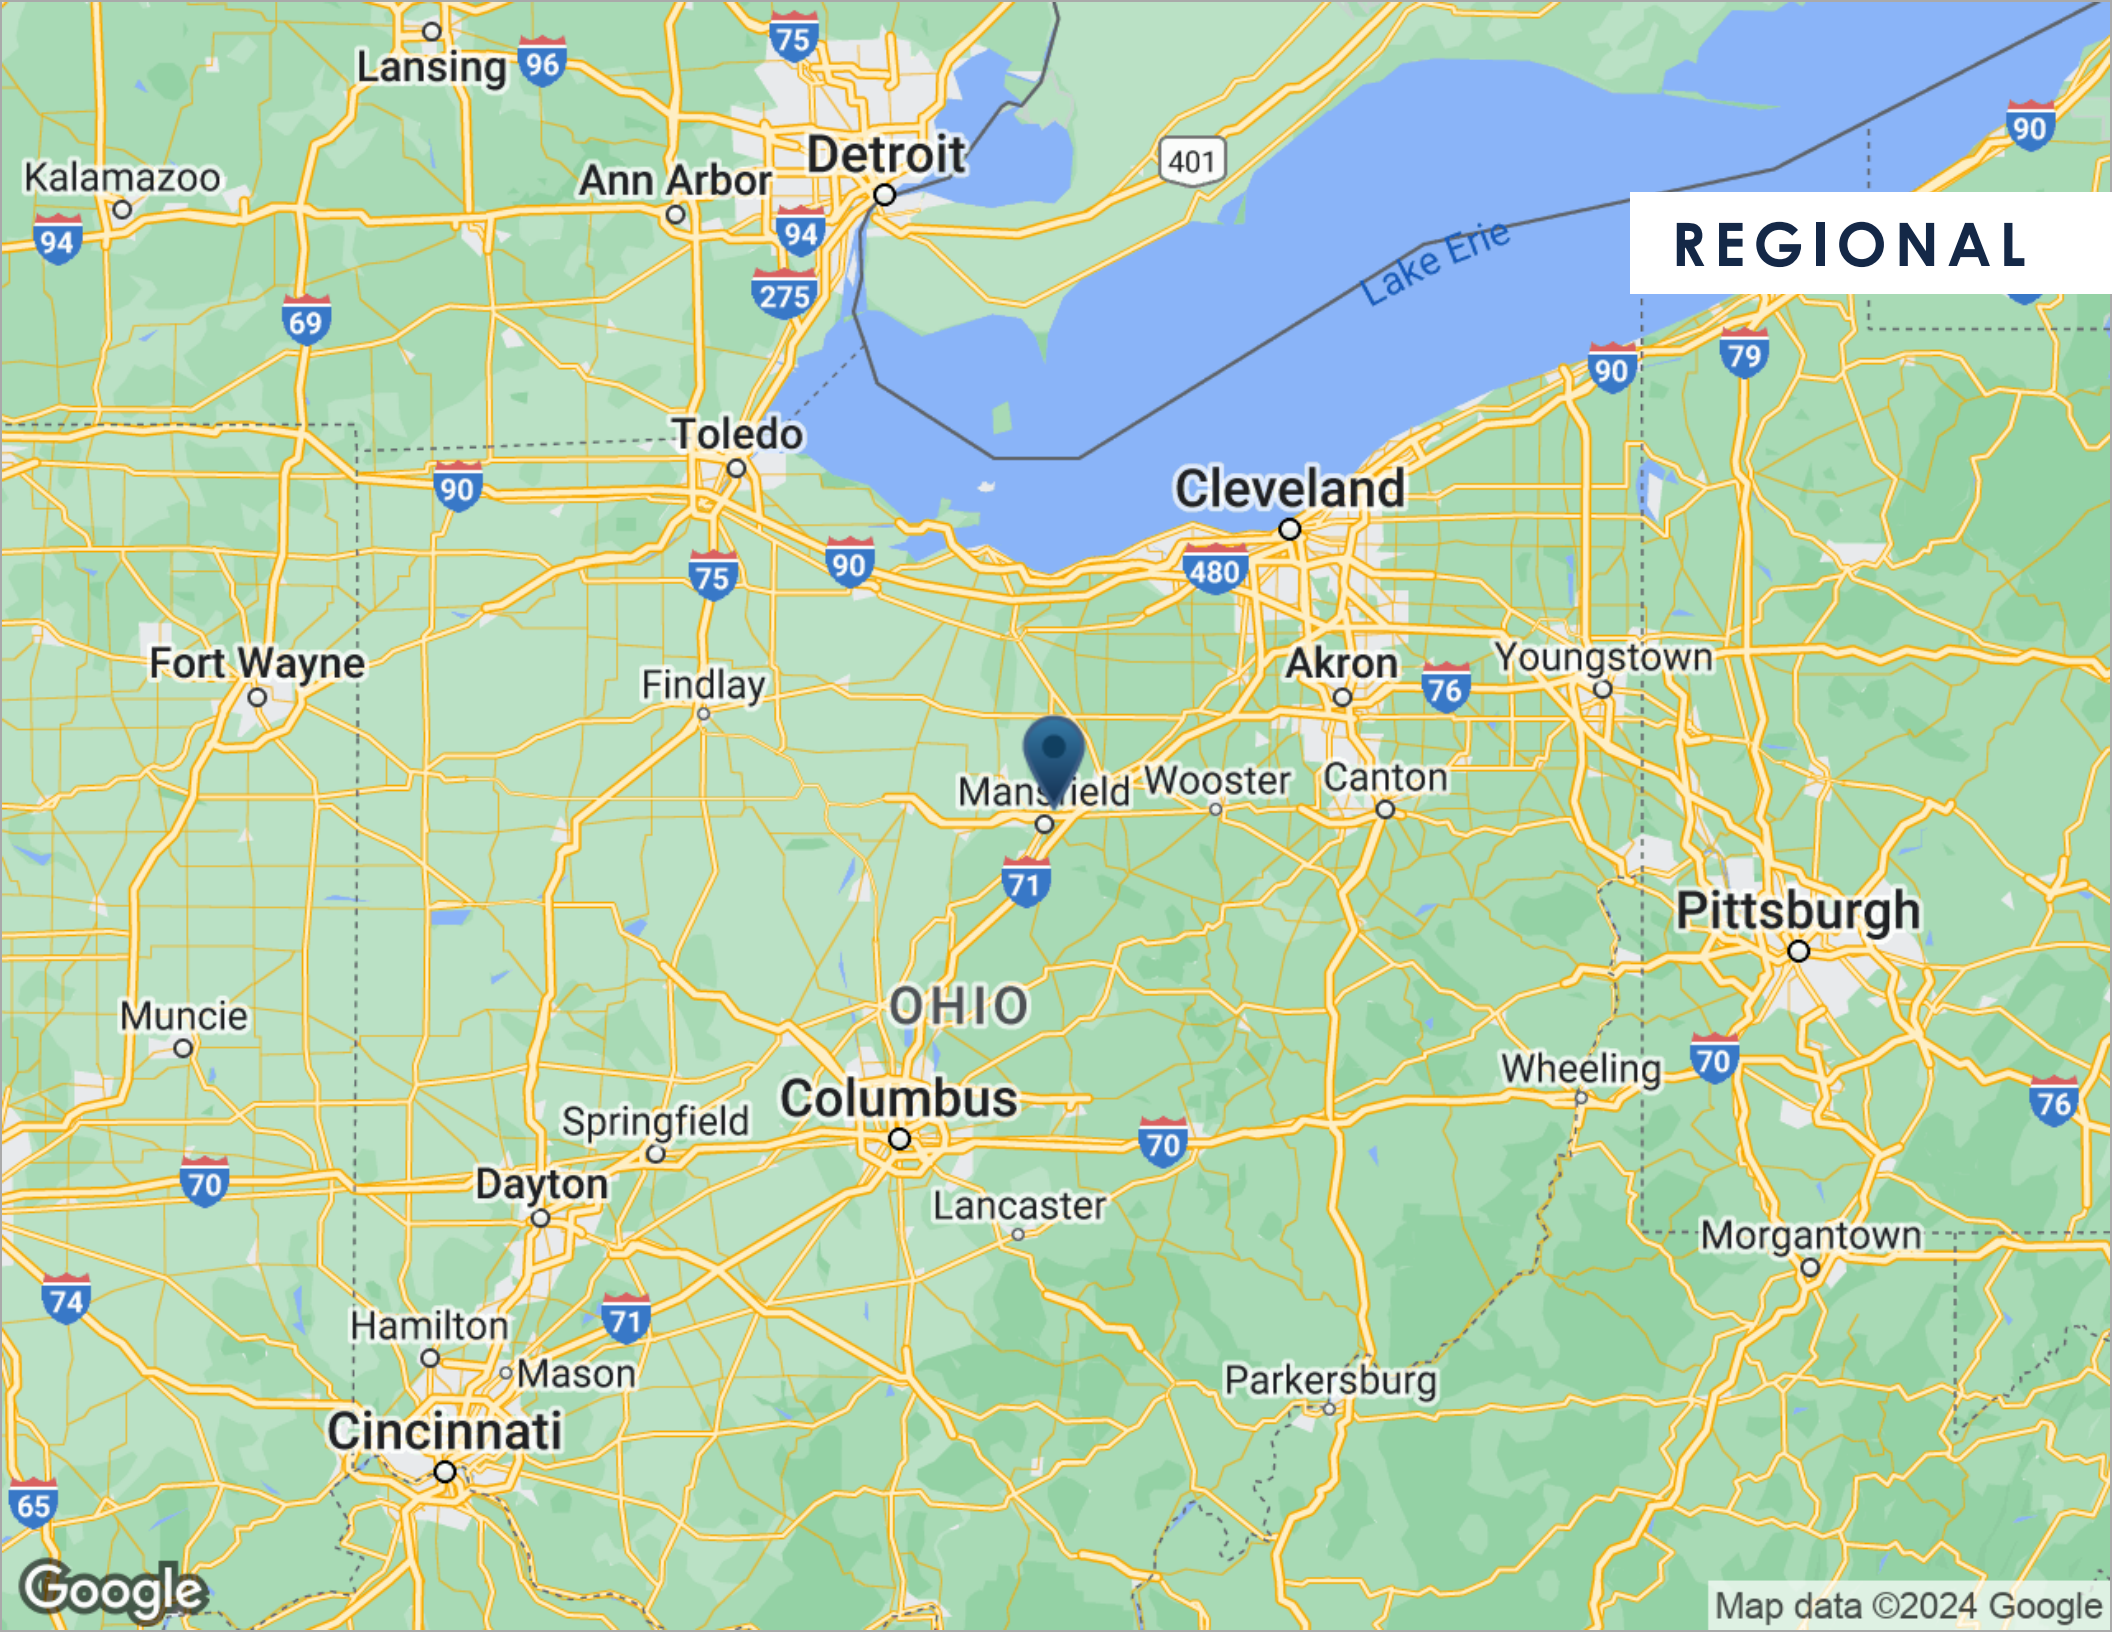 75
Lansing
96
Detroit
90
401
Kalamazoo
Ann Arbor
94
94
REGIONAL
Lake Erie
275
69
79
90
Toledo
90
Cleveland
90
480
75
Fort Wayne
Findlay
Akron
76
Youngstown
Mansfield
Wooster
Canton
71
Pittsburgh
OHIO
Muncie
Wheeling
70
Columbus
76
Springfield
70
70
Dayton
Lancaster
Morgantown
74
Hamilton
71
Mason
Parkersburg
Cincinnati
65
Google
Map data ©2024 Google